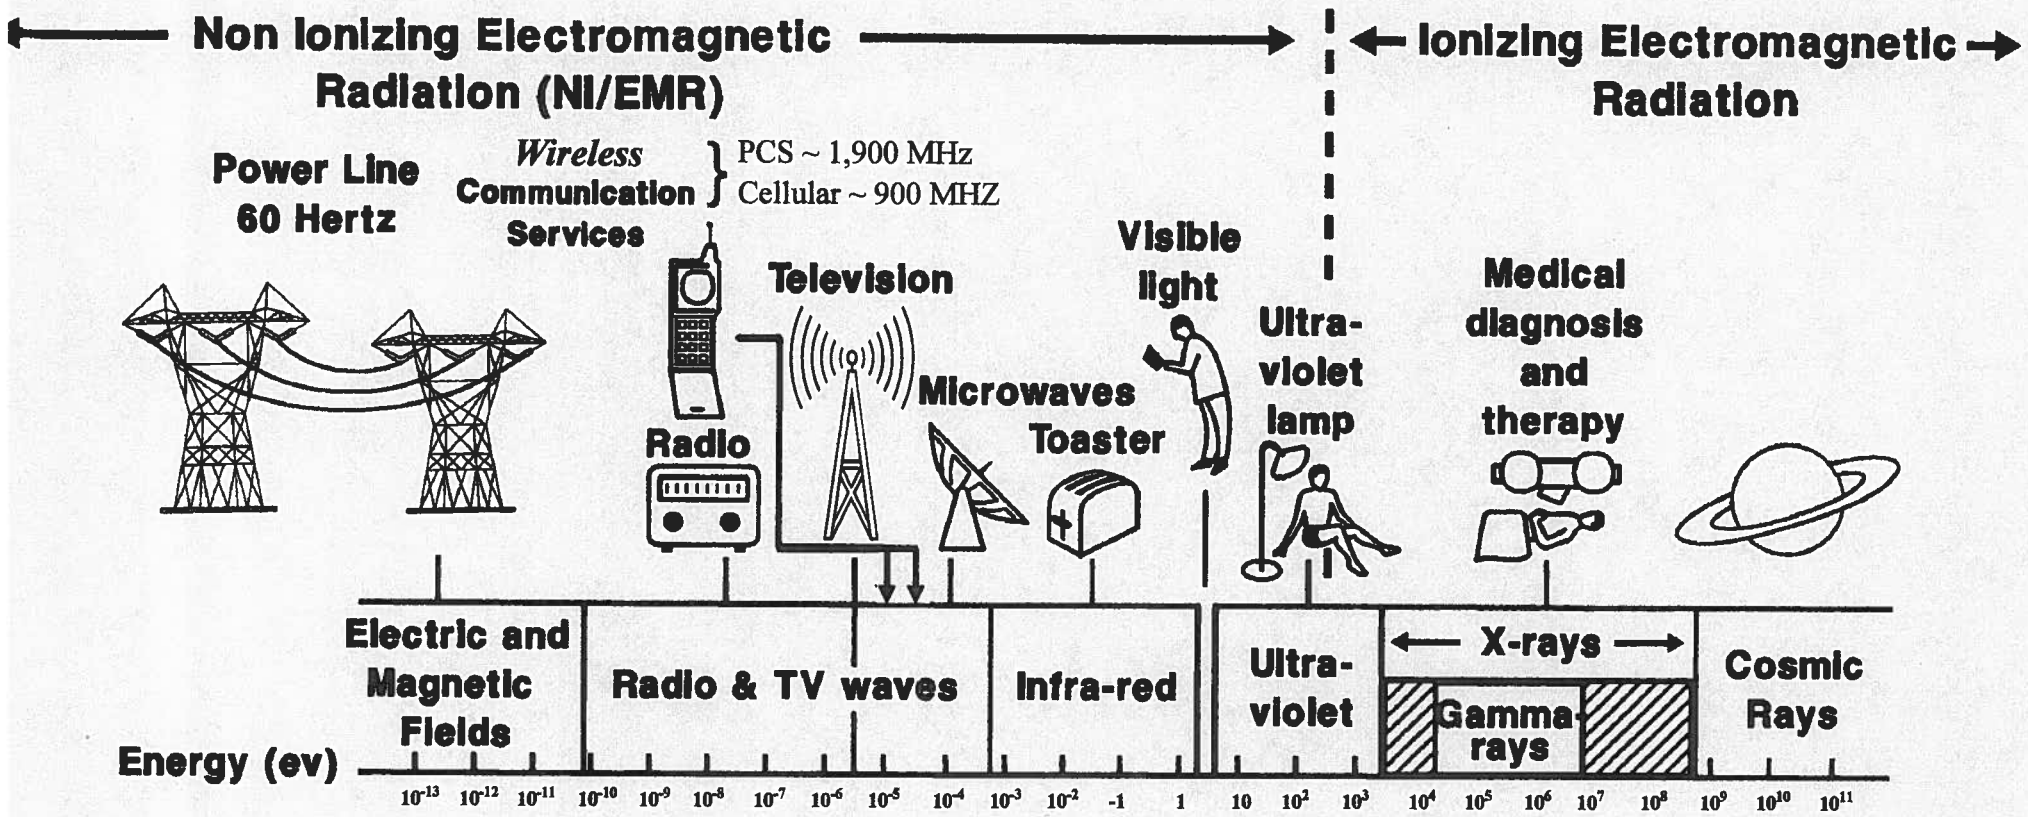 Non Ionizing Electromagnetic
Radiation (NI/EMR)
Ionizing Electromagnetic
Radiation
Power Line
60 Hertz
Wireless
Communication
Services
PCS ~ 1,900 MHz
Cellular ~ 900 MHZ
Television
Radio
Microwaves
Toaster
Visible
light
Ultra-
violet
lamp
Medical
diagnosis
and
therapy
Electric and
Magnetic
Fields
Radio & TV waves
Infra-red
Ultra-
violet
X-rays
Gamma-
rays
Cosmic
Rays
Energy (ev)
10⁻¹³ 10⁻¹² 10⁻¹¹ 10⁻¹⁰ 10⁻⁹ 10⁻⁸ 10⁻⁷ 10⁻⁶ 10⁻⁵ 10⁻⁴ 10⁻³ 10⁻² -1 1 10 10² 10³ 10⁴ 10⁵ 10⁶ 10⁷ 10⁸ 10⁹ 10¹⁰ 10¹¹